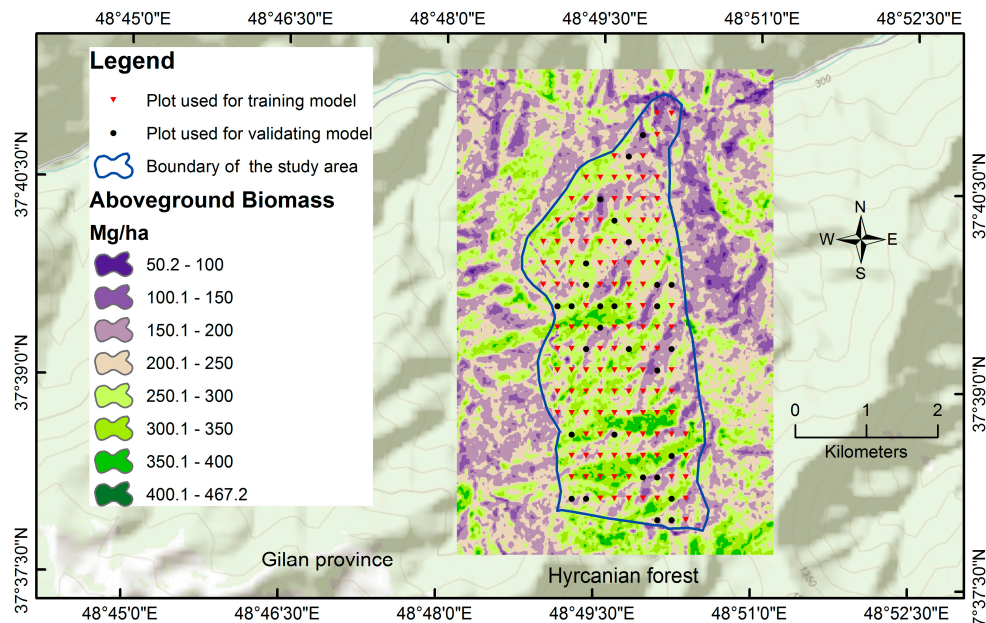 48°45'0"E 48°46'30"E 48°48'0"E 48°49'30"E 48°51'0"E 48°52'30"E
Legend
Plot used for training model
Plot used for validating model
Boundary of the study area
Aboveground Biomass
Mg/ha
50.2 - 100
100.1 - 150
150.1 - 200
200.1 - 250
250.1 - 300
300.1 - 350
350.1 - 400
400.1 - 467.2
37°40'30"N
37°39'0"N
37°37'30"N
300
N
W E
S
0 1 2
Kilometers
1350
37°40'30"N
37°39'0"N
37°37'30"N
Gilan province
Hyrcanian forest
48°45'0"E 48°46'30"E 48°48'0"E 48°49'30"E 48°51'0"E 48°52'30"E